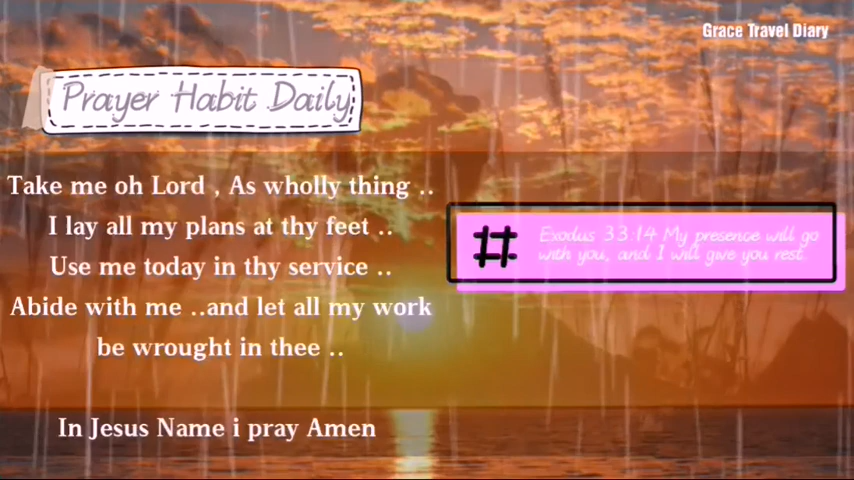 Grace Travel Diary
Prayer Habit Daily
Take me oh Lord , As wholly thing ..
I lay all my plans at thy feet ..
Use me today in thy service ..
Abide with me ..and let all my work
be wrought in thee ..
In Jesus Name i pray Amen
# Exodus 33:14 My presence will go
with you, and I will give you rest.